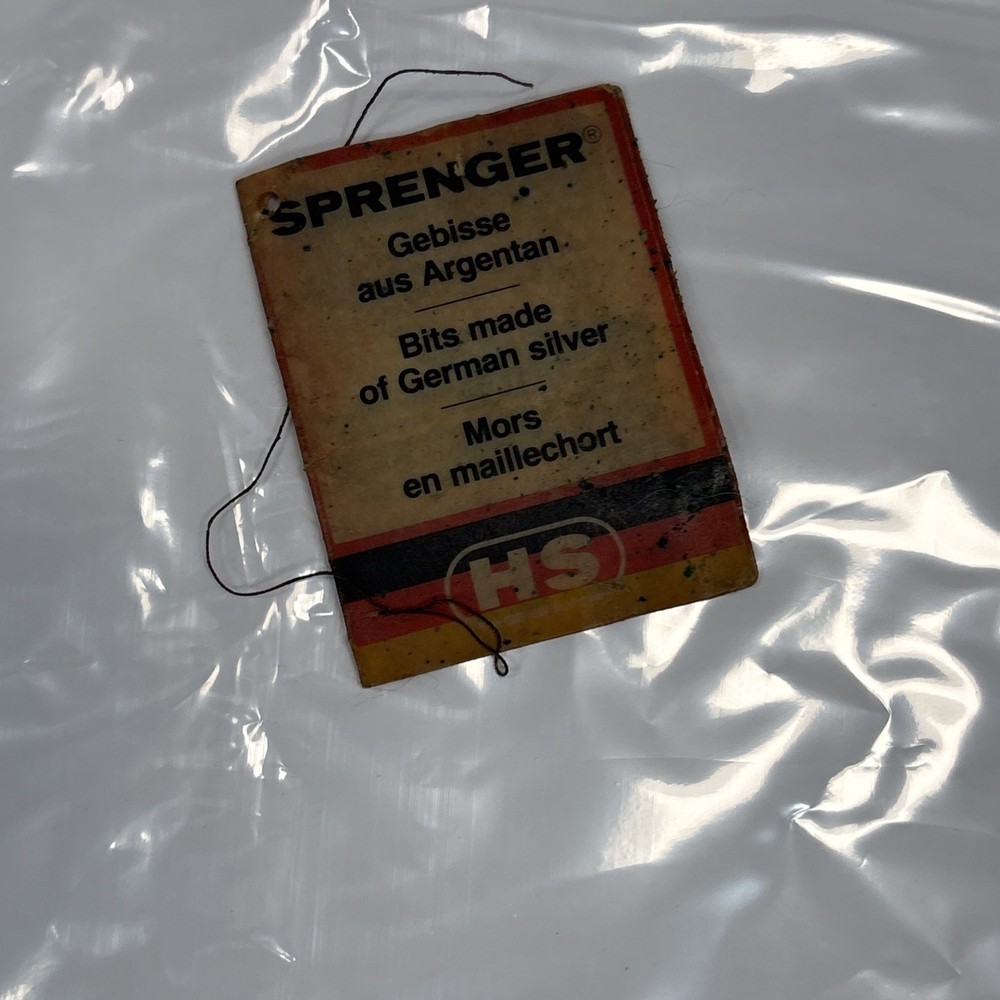 SPRENGER®
Gebisse
aus Argentan
Bits made
of German silver
Mors
en maillechort
HS